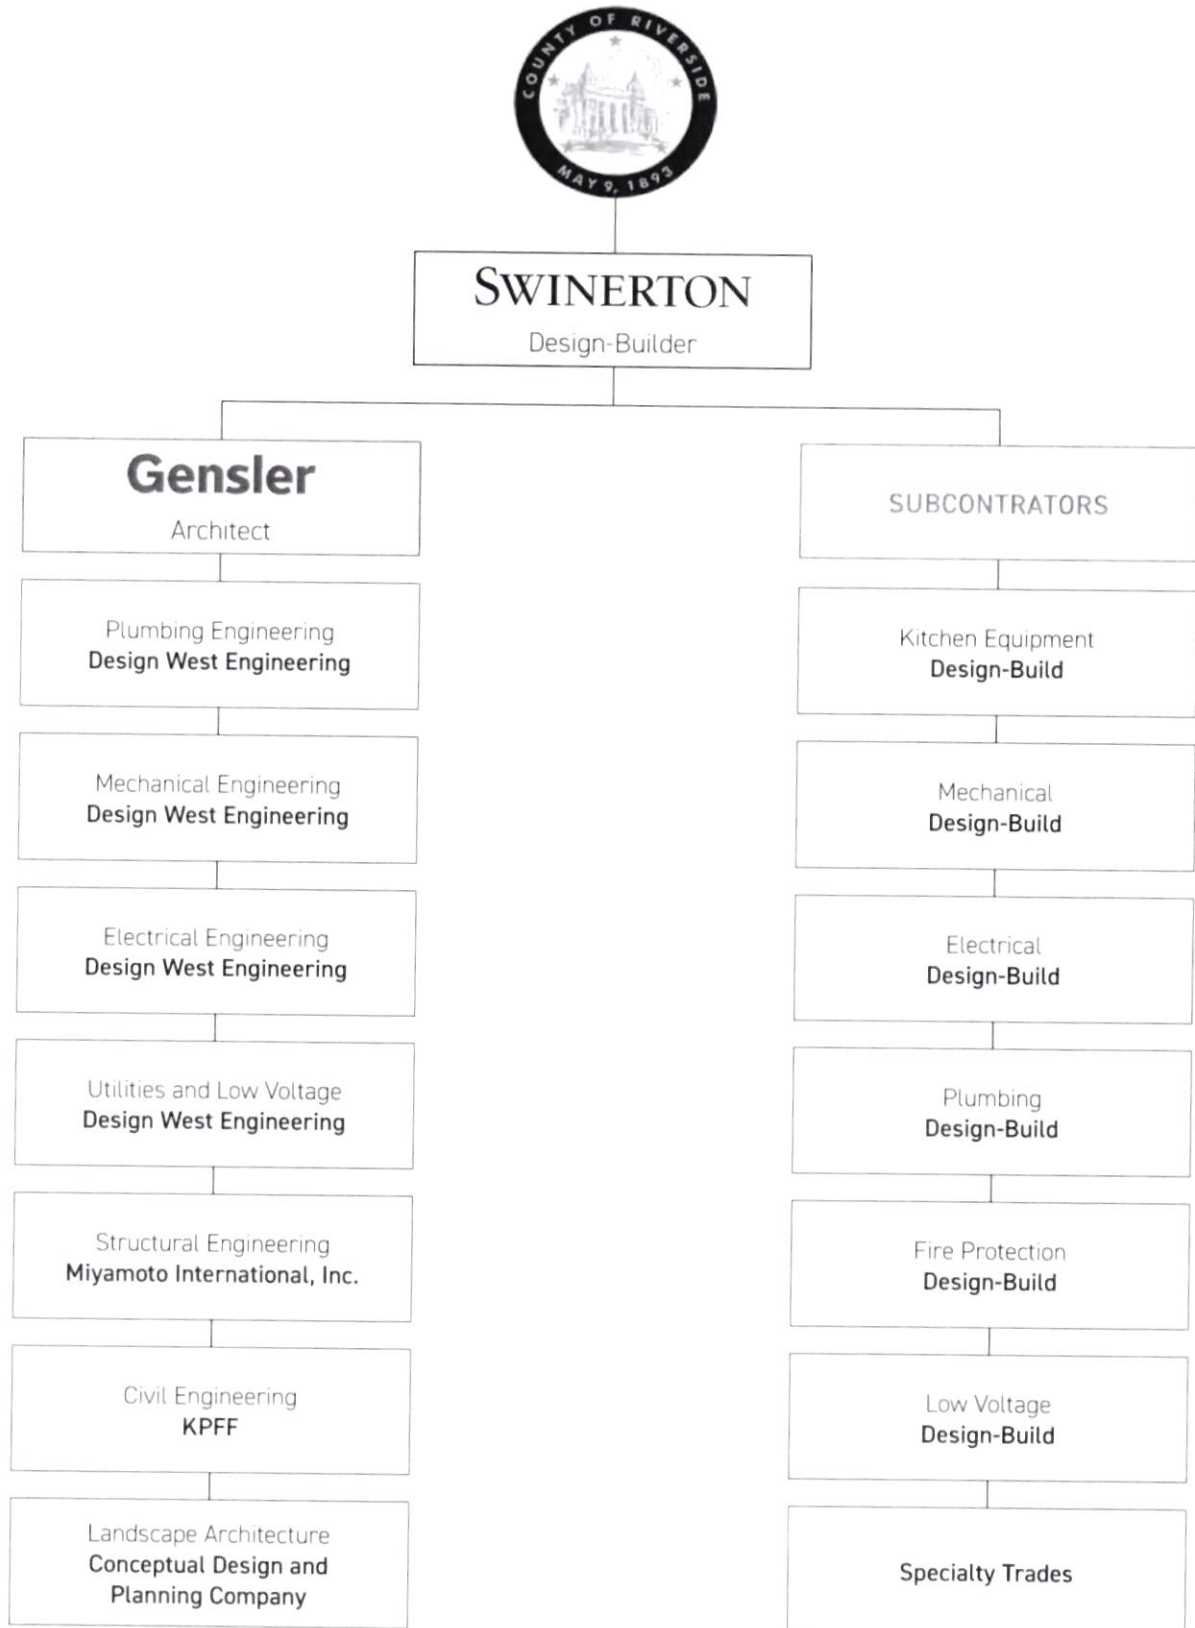 COUNTY OF RIVERSIDE
MAY 9, 1893
SWINERTON
Design-Builder
Gensler
Architect
Plumbing Engineering
Design West Engineering
Mechanical Engineering
Design West Engineering
Electrical Engineering
Design West Engineering
Utilities and Low Voltage
Design West Engineering
Structural Engineering
Miyamoto International, Inc.
Civil Engineering
KPFF
Landscape Architecture
Conceptual Design and
Planning Company
SUBCONTRATORS
Kitchen Equipment
Design-Build
Mechanical
Design-Build
Electrical
Design-Build
Plumbing
Design-Build
Fire Protection
Design-Build
Low Voltage
Design-Build
Specialty Trades